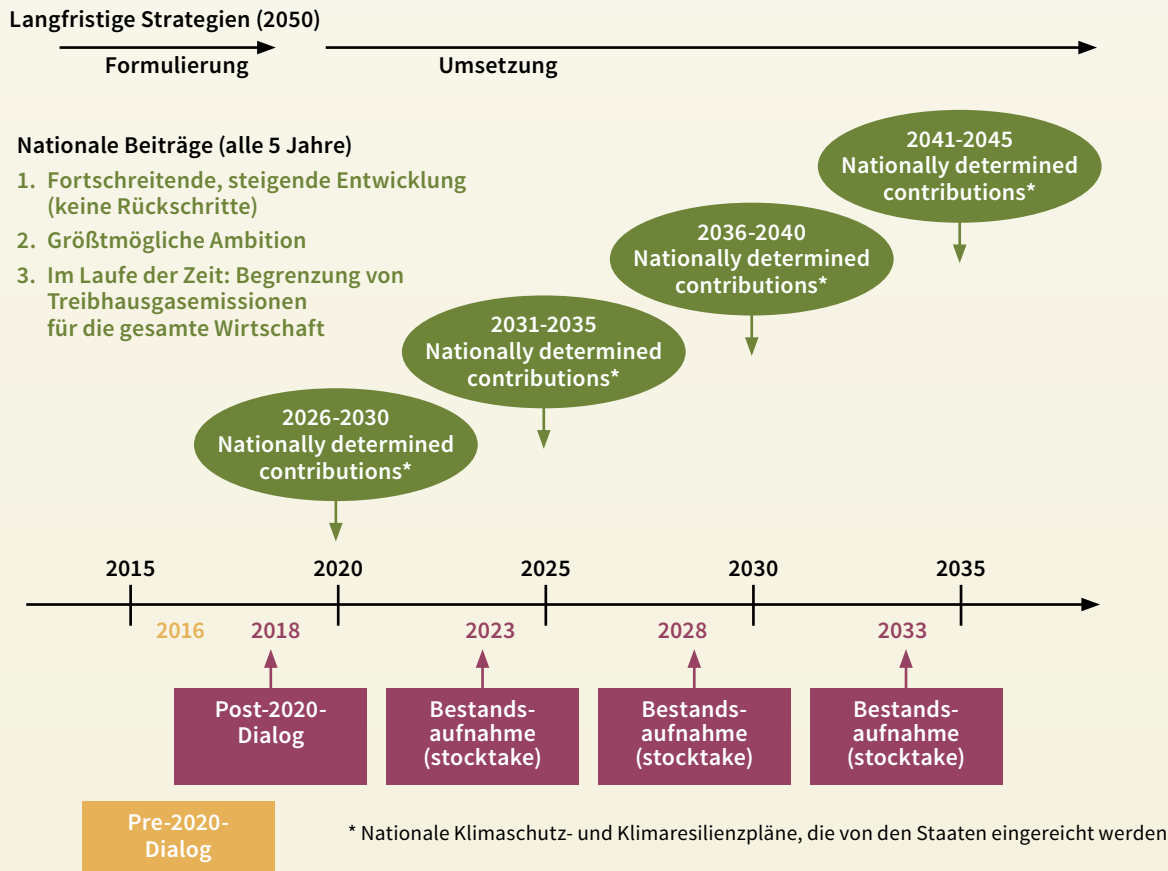 Langfristige Strategien (2050)
Formulierung
Umsetzung
Nationale Beiträge (alle 5 Jahre)
1. Fortschreitende, steigende Entwicklung
(keine Rückschritte)
2. Größtmögliche Ambition
3. Im Laufe der Zeit: Begrenzung von
Treibhausgasemissionen
für die gesamte Wirtschaft
2041-2045
Nationally determined
contributions*
2036-2040
Nationally determined
contributions*
2031-2035
Nationally determined
contributions*
2026-2030
Nationally determined
contributions*
2015
2020
2025
2030
2035
2016
2018
2023
2028
2033
Post-2020-
Dialog
Bestands-
aufnahme
(stocktake)
Bestands-
aufnahme
(stocktake)
Bestands-
aufnahme
(stocktake)
Pre-2020-
Dialog
* Nationale Klimaschutz- und Klimaresilienzpläne, die von den Staaten eingereicht werden